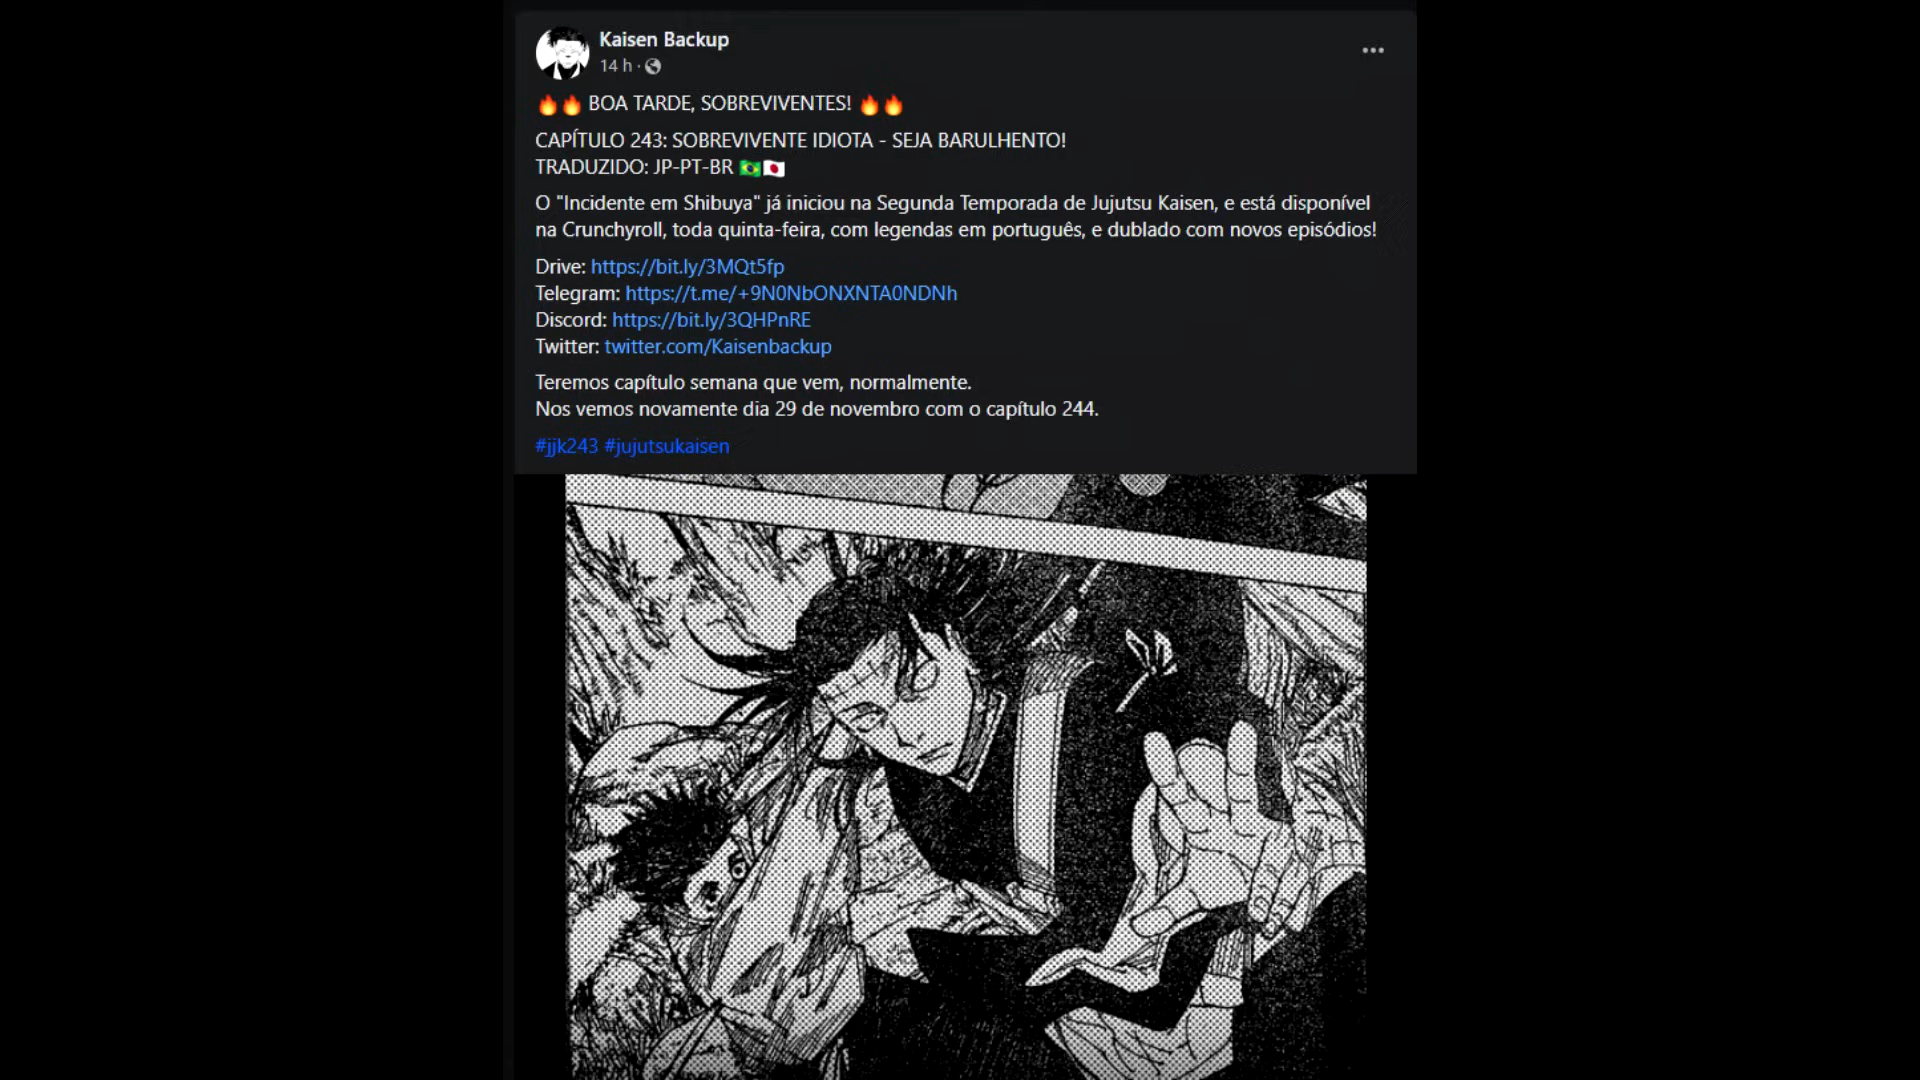 Kaisen Backup
14 h ·
🔥🔥 BOA TARDE, SOBREVIVENTES! 🔥🔥
CAPÍTULO 243: SOBREVIVENTE IDIOTA - SEJA BARULHENTO!
TRADUZIDO: JP-PT-BR 🇧🇷🇯🇵
O "Incidente em Shibuya" já iniciou na Segunda Temporada de Jujutsu Kaisen, e está disponível
na Crunchyroll, toda quinta-feira, com legendas em português, e dublado com novos episódios!
Drive: https://bit.ly/3MQt5fp
Telegram: https://t.me/+9N0NbONXNTA0NDNh
Discord: https://bit.ly/3QHPnRE
Twitter: twitter.com/Kaisenbackup
Teremos capítulo semana que vem, normalmente.
Nos vemos novamente dia 29 de novembro com o capítulo 244.
#jjk243 #jujutsukaisen